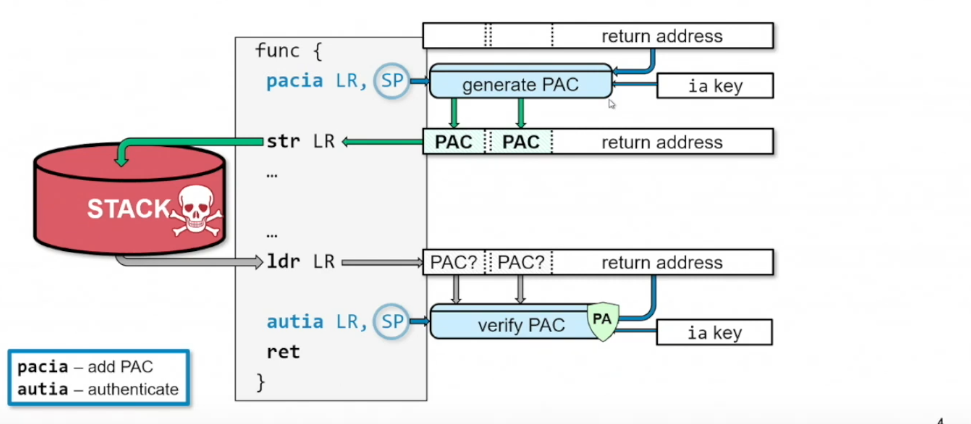 return address
func {
pacia LR, SP
generate PAC
ia key
str LR
PAC PAC return address
...
STACK
...
ldr LR
PAC? PAC? return address
autia LR, SP
verify PAC
PA
ia key
ret
}
pacia – add PAC
autia – authenticate
4